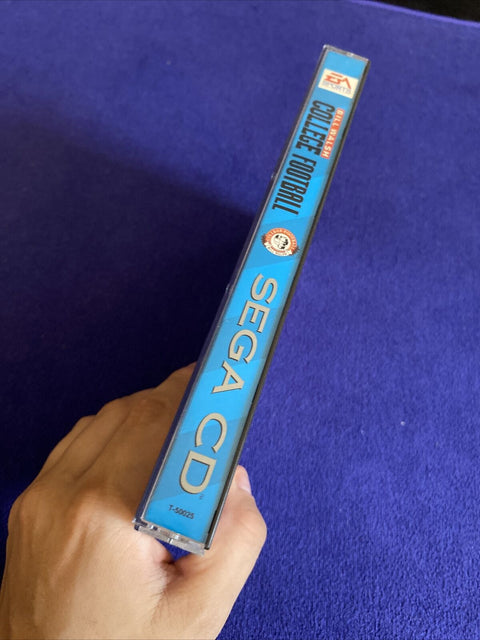 EA
SPORTS
BILL WALSH
COLLEGE FOOTBALL
SEGA CD
T-50025